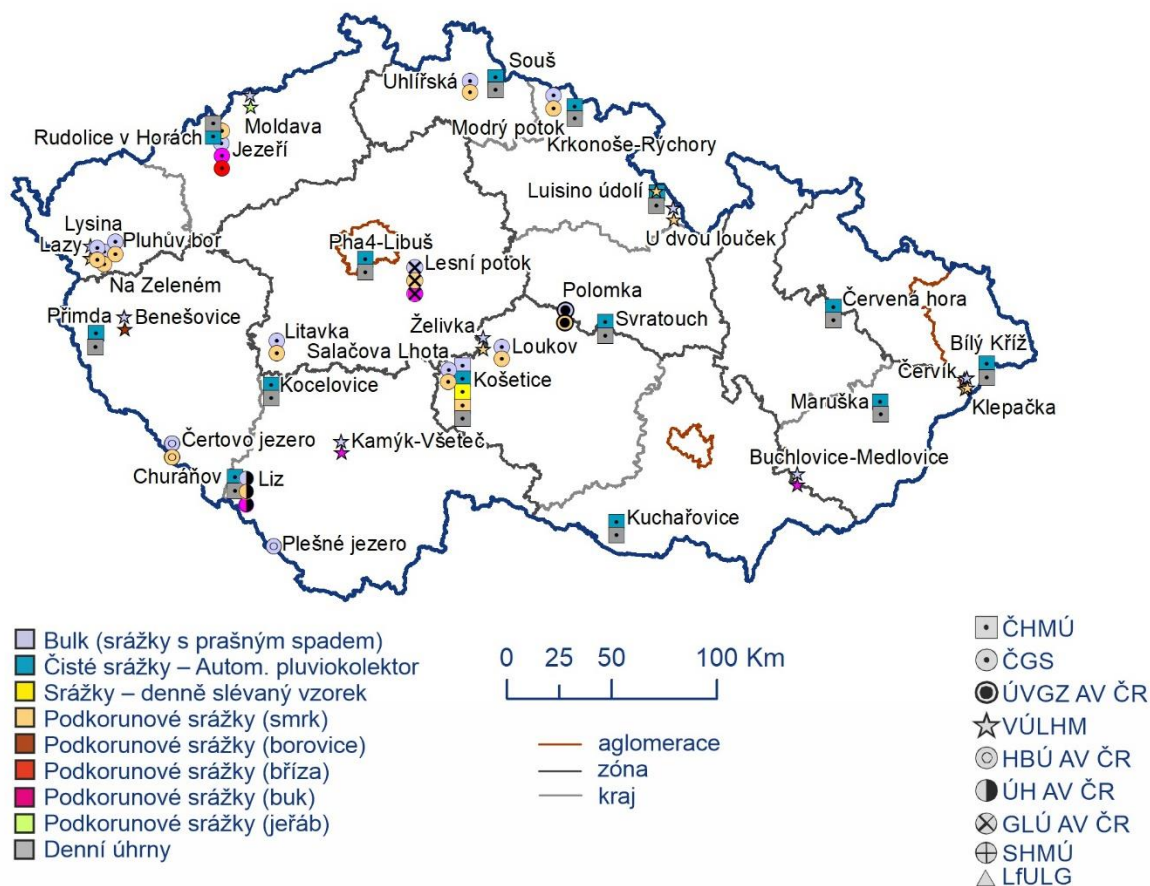 Souš
Uhlířská
Moldava
Modrý potok
Rudolice v Horách
Jezeří
Krkonoše-Rýchory
Luisino údolí
Lysina
Pluhův bor
Lazy
U dvou louček
Pha4-Libuš
Lesní potok
Na Zeleném
Polomka
Červená hora
Přimda
Benešovice
Litavka
Želivka
Svratouch
Salačova Lhota
Loukov
Bílý Kříž
Kocelovice
Košetice
Červík
Maruška
Klepačka
Čertovo jezero
Kamýk-Všeteč
Buchlovice-Medlovice
Churáňov
Liz
Kuchařovice
Plešné jezero
Bulk (srážky s prašným spadem)
Čisté srážky – Autom. pluviokolektor
Srážky – denně slévaný vzorek
Podkorunové srážky (smrk)
Podkorunové srážky (borovice)
Podkorunové srážky (bříza)
Podkorunové srážky (buk)
Podkorunové srážky (jeřáb)
Denní úhrny
0 25 50 100 Km
aglomerace
zóna
kraj
ČHMÚ
ČGS
ÚVGZ AV ČR
VÚLHM
HBÚ AV ČR
ÚH AV ČR
GLÚ AV ČR
SHMÚ
LfULG